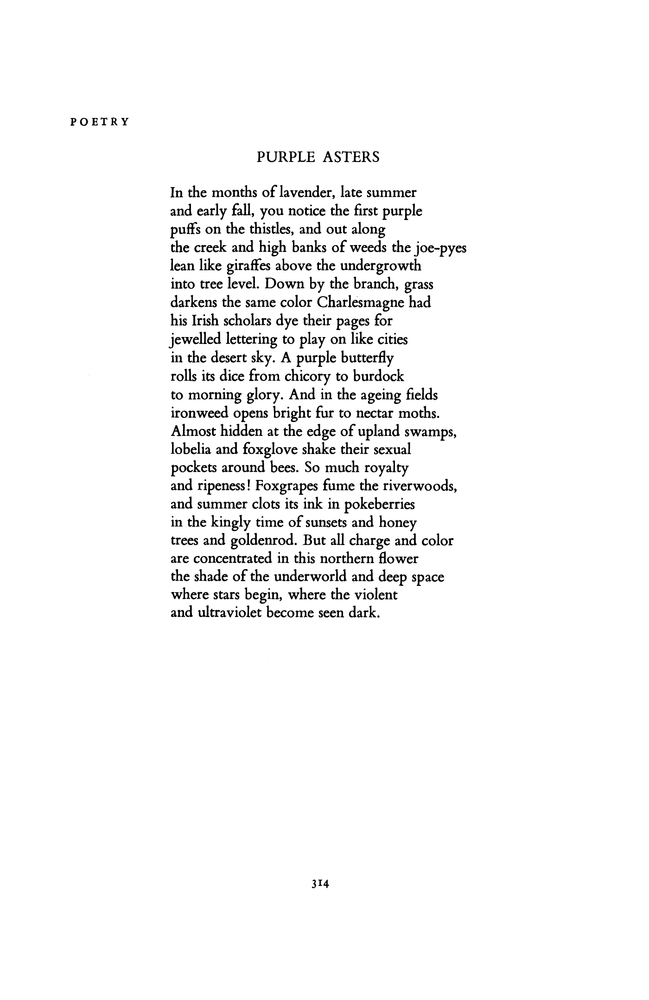 POETRY
PURPLE ASTERS
In the months of lavender, late summer
and early fall, you notice the first purple
puffs on the thistles, and out along
the creek and high banks of weeds the joe-pyes
lean like giraffes above the undergrowth
into tree level. Down by the branch, grass
darkens the same color Charlesmagne had
his Irish scholars dye their pages for
jewelled lettering to play on like cities
in the desert sky. A purple butterfly
rolls its dice from chicory to burdock
to morning glory. And in the ageing fields
ironweed opens bright fur to nectar moths.
Almost hidden at the edge of upland swamps,
lobelia and foxglove shake their sexual
pockets around bees. So much royalty
and ripeness! Foxgrapes fume the riverwoods,
and summer clots its ink in pokeberries
in the kingly time of sunsets and honey
trees and goldenrod. But all charge and color
are concentrated in this northern flower
the shade of the underworld and deep space
where stars begin, where the violent
and ultraviolet become seen dark.
314